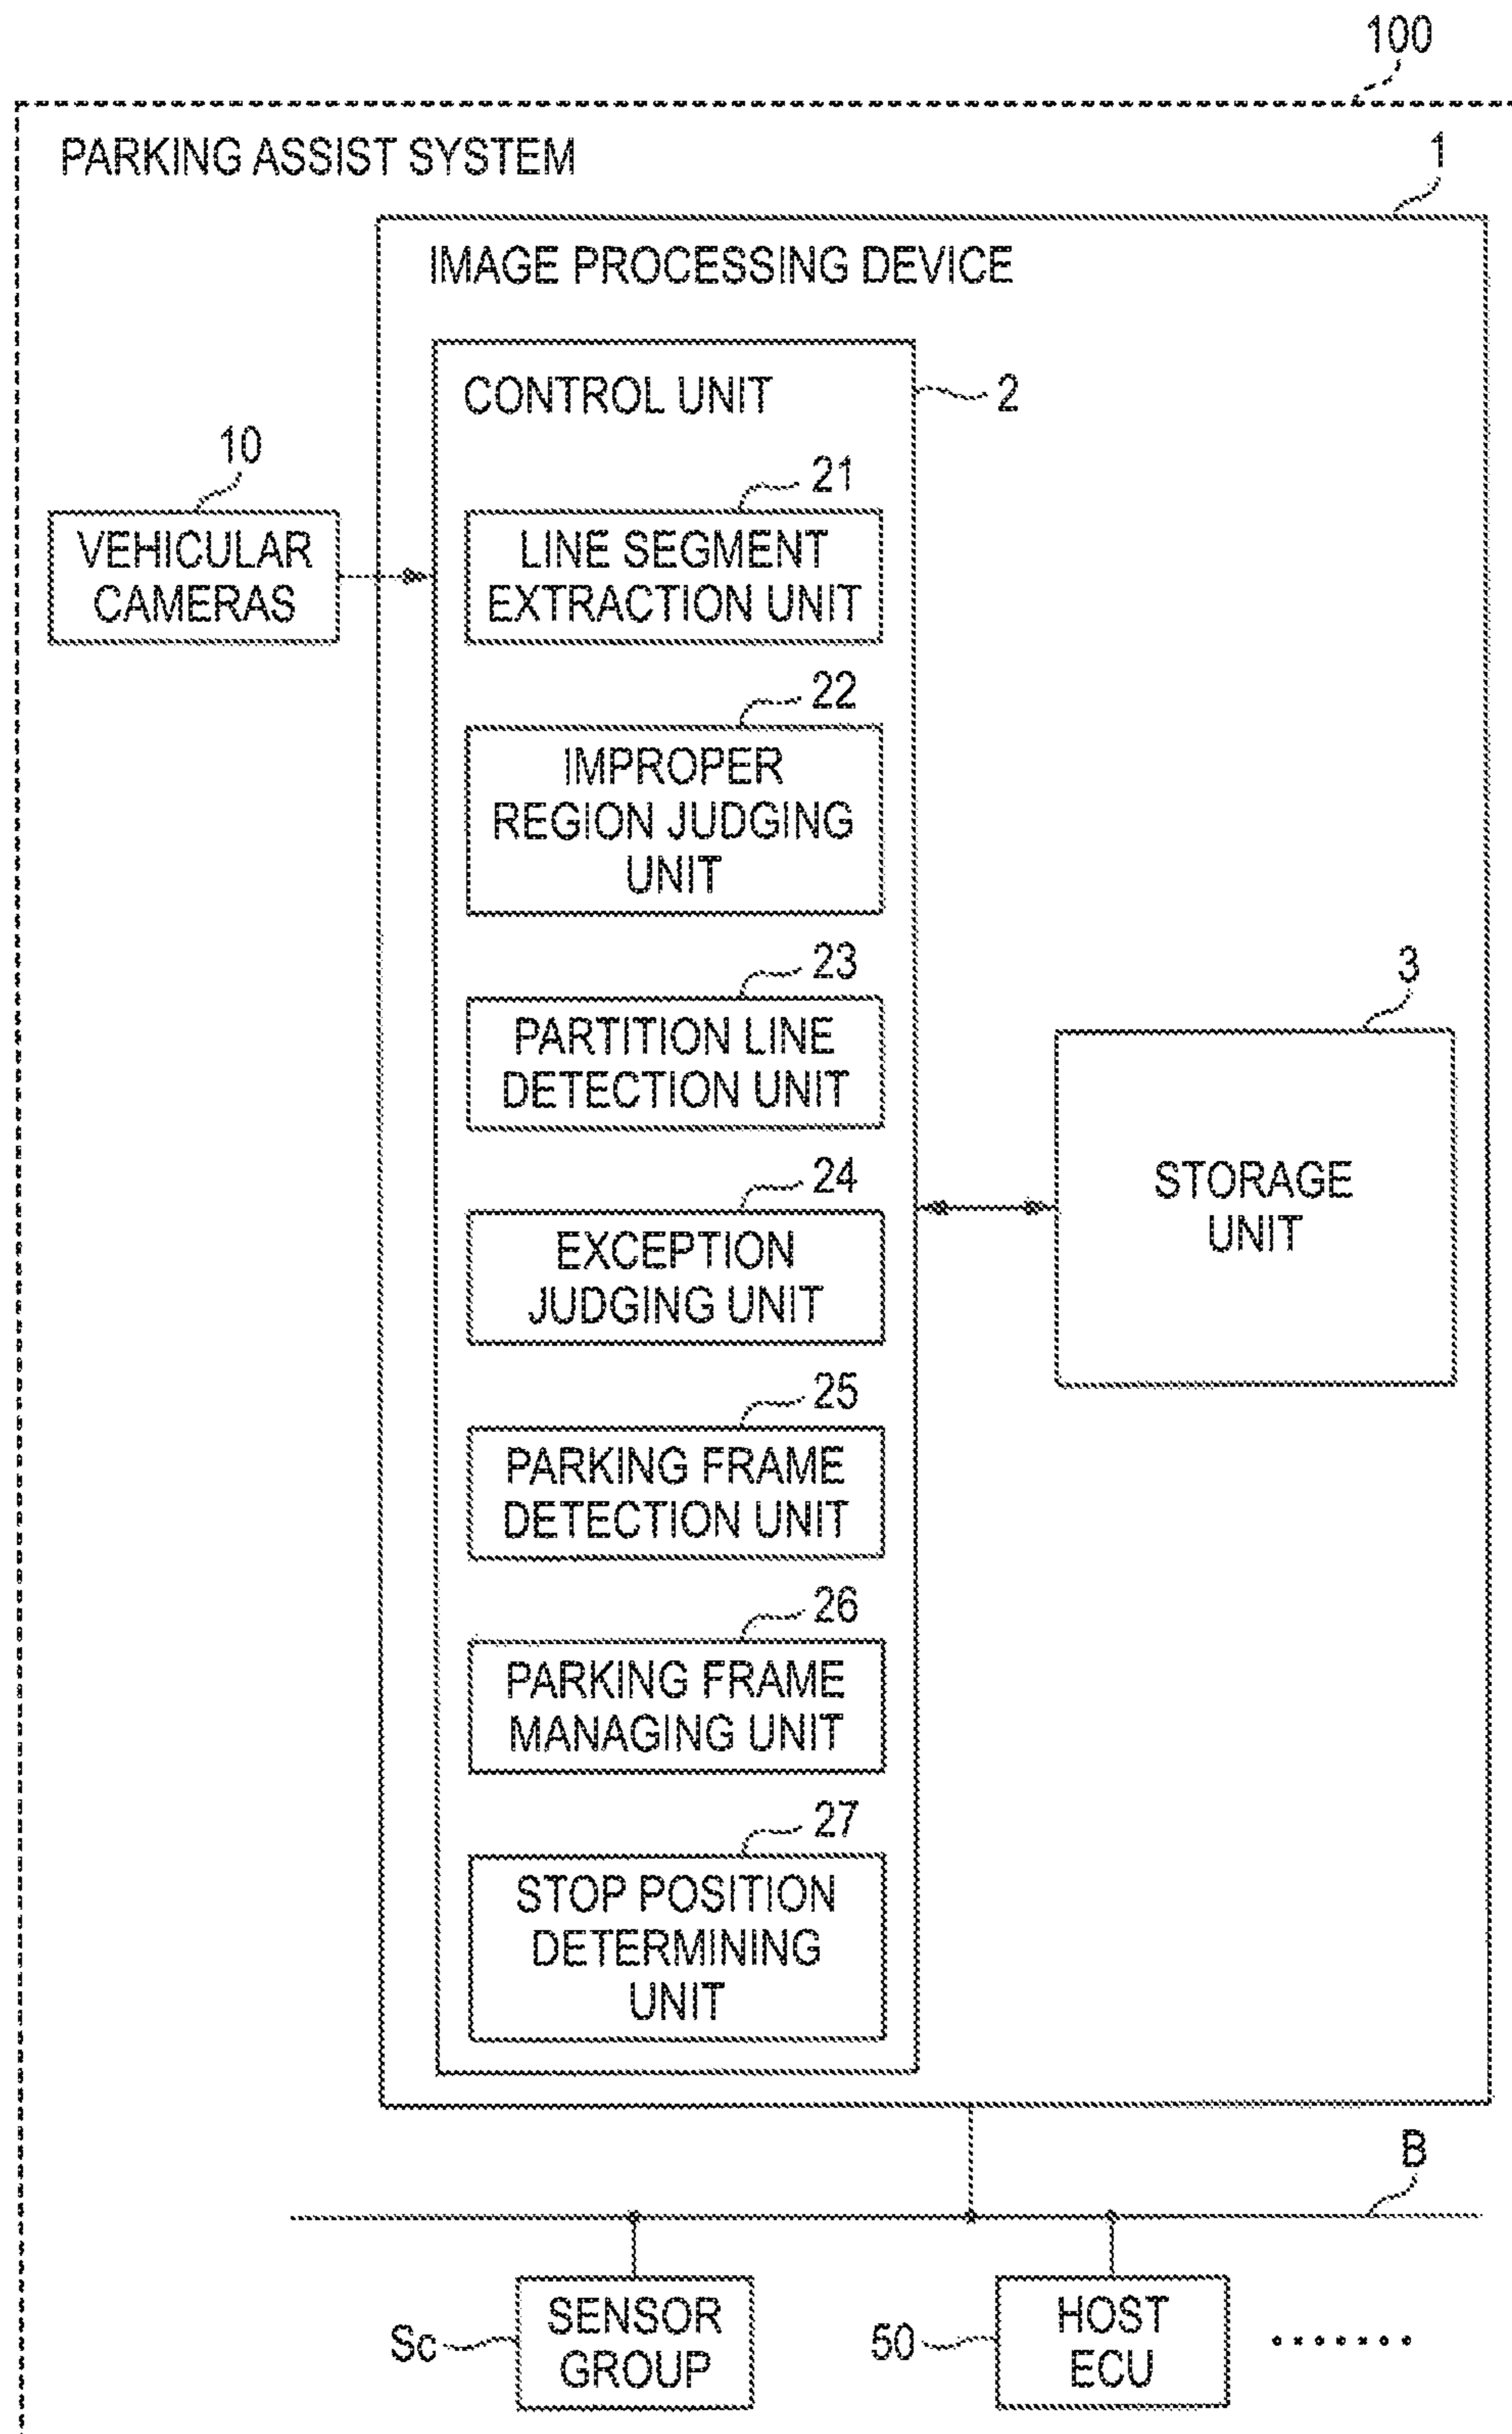 100
PARKING ASSIST SYSTEM
1
IMAGE PROCESSING DEVICE
CONTROL UNIT
2
10
VEHICULAR
CAMERAS
21
LINE SEGMENT
EXTRACTION UNIT
22
IMPROPER
REGION JUDGING
UNIT
23
PARTITION LINE
DETECTION UNIT
3
STORAGE
UNIT
24
EXCEPTION
JUDGING UNIT
25
PARKING FRAME
DETECTION UNIT
26
PARKING FRAME
MANAGING UNIT
27
STOP POSITION
DETERMINING
UNIT
B
Sc
SENSOR
GROUP
50
HOST
ECU